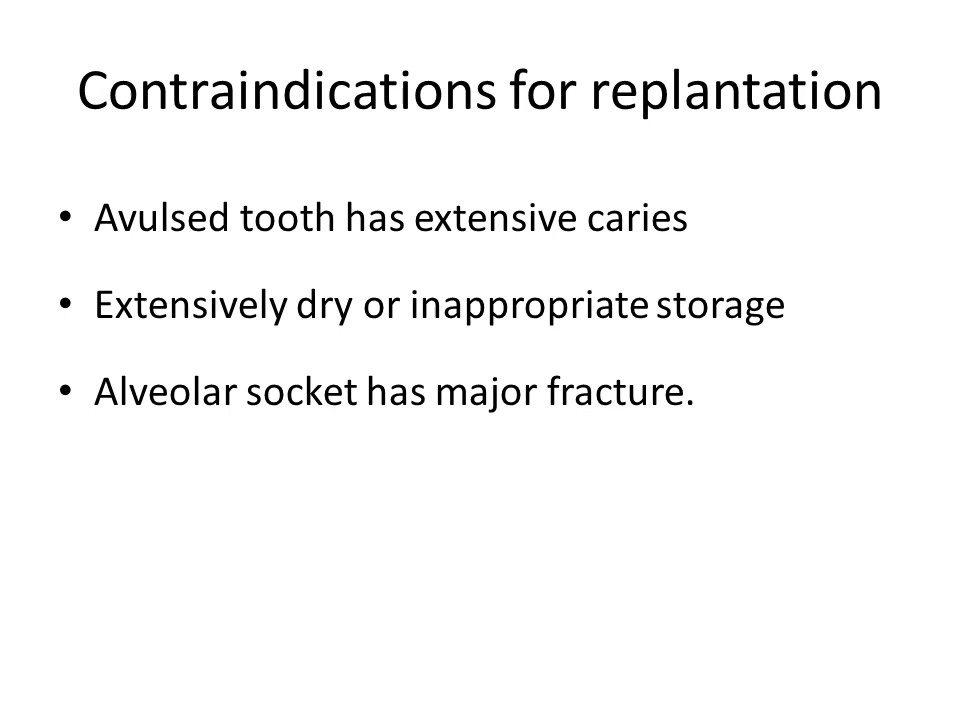 Contraindications for replantation
• Avulsed tooth has extensive caries
• Extensively dry or inappropriate storage
• Alveolar socket has major fracture.